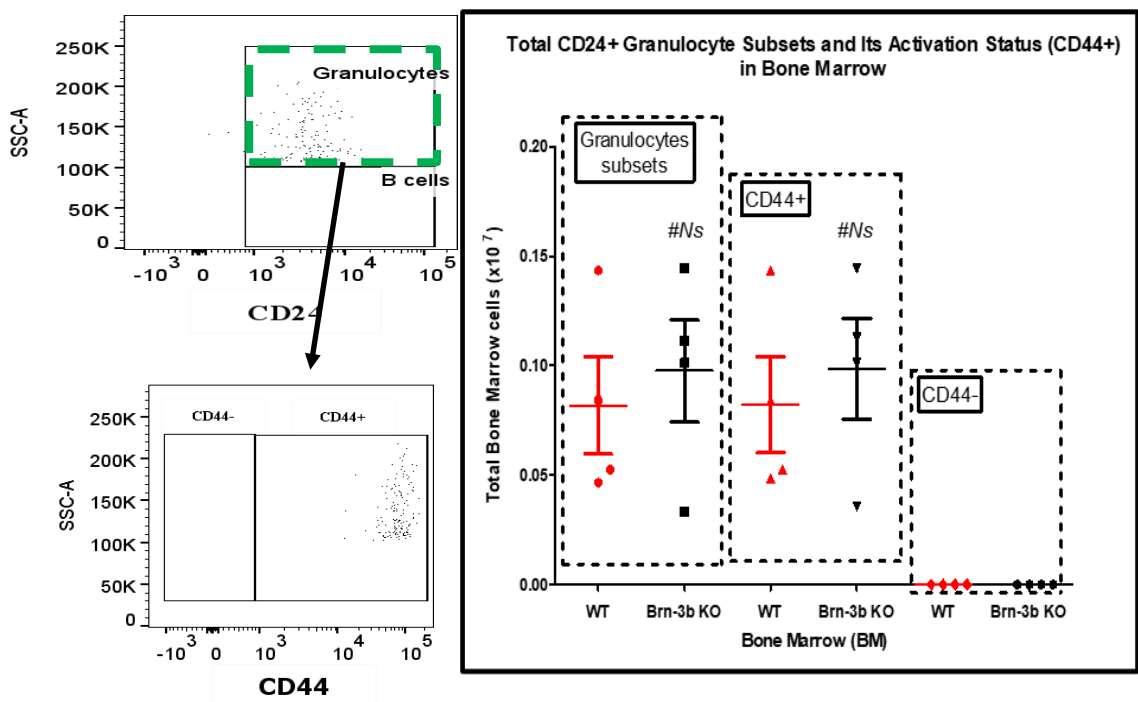 250K
200K
150K
100K
50K
0
SSC-A
Granulocytes
B cells
-10 3 0 10 3 10 4 10 5
CD24
CD44- CD44+
250K
200K
150K
100K
50K
0
SSC-A
-10 3 0 10 3 10 4 10 5
CD44
Total CD24+ Granulocyte Subsets and Its Activation Status (CD44+)
in Bone Marrow
Total Bone Marrow cells (x10 7)
0.20
0.15
0.10
0.05
0.00
Granulocytes
subsets
#Ns
CD44+
#Ns
CD44-
WT Brn-3b KO WT Brn-3b KO WT Brn-3b KO
Bone Marrow (BM)